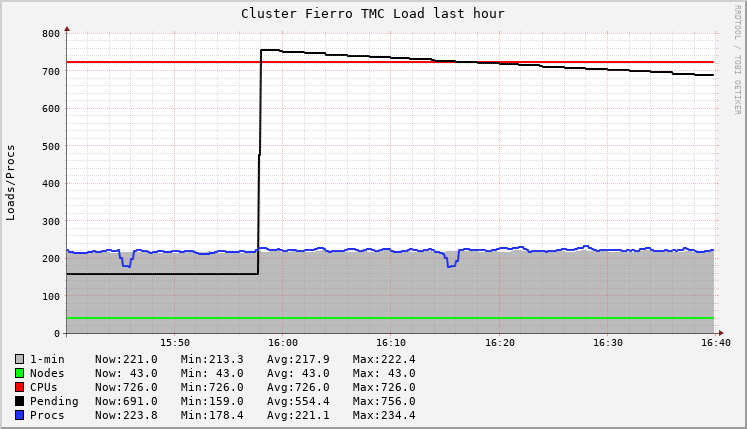 Cluster Fierro TMC Load last hour
RRDTOOL / TOBI OETIKER
Loads/Procs
800
700
600
500
400
300
200
100
0
15:50 16:00 16:10 16:20 16:30 16:40
1-min Now:221.0 Min:213.3 Avg:217.9 Max:222.4
Nodes Now: 43.0 Min: 43.0 Avg: 43.0 Max: 43.0
CPUs Now:726.0 Min:726.0 Avg:726.0 Max:726.0
Pending Now:691.0 Min:159.0 Avg:554.4 Max:756.0
Procs Now:223.8 Min:178.4 Avg:221.1 Max:234.4